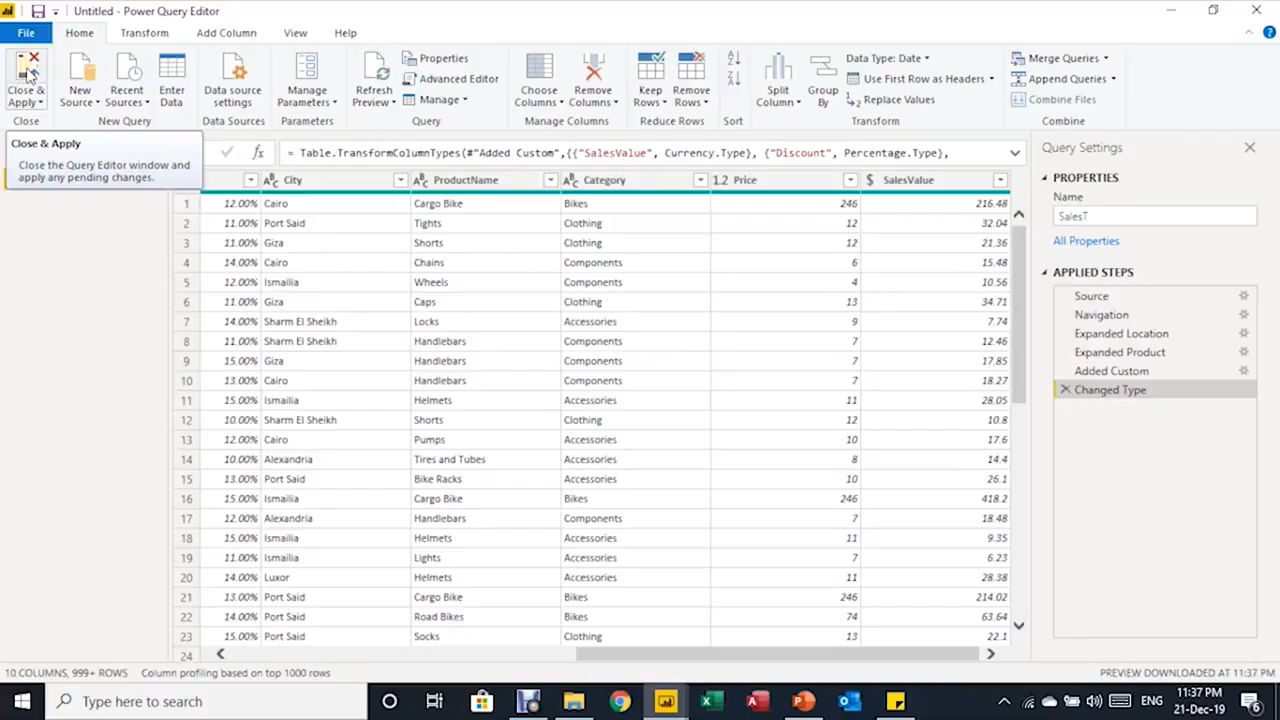 Untitled - Power Query Editor
File Home Transform Add Column View Help
Close & Apply
New Source
Recent Sources
Enter Data
Data source settings
Manage Parameters
Refresh Preview
Properties
Advanced Editor
Manage
Choose Columns
Remove Columns
Keep Rows
Remove Rows
Split Column
Group By
Data Type: Date
Use First Row as Headers
Replace Values
Merge Queries
Append Queries
Combine Files
Close New Query Data Sources Parameters Query Manage Columns Reduce Rows Sort Transform Combine
Close & Apply
Close the Query Editor window and
apply any pending changes.
fx = Table.TransformColumnTypes(#"Added Custom",{{"SalesValue", Currency.Type}, {"Discount", Percentage.Type},
City ProductName Category 1.2 Price $ SalesValue
1 12.00% Cairo Cargo Bike Bikes 246 216.48
2 11.00% Port Said Tights Clothing 12 32.04
3 11.00% Giza Shorts Clothing 12 21.36
4 14.00% Cairo Chains Components 6 15.48
5 12.00% Ismailia Wheels Components 4 10.56
6 11.00% Giza Caps Clothing 13 34.71
7 14.00% Sharm El Sheikh Locks Accessories 9 7.74
8 11.00% Sharm El Sheikh Handlebars Components 7 12.46
9 15.00% Giza Handlebars Components 7 17.85
10 13.00% Cairo Handlebars Components 7 18.27
11 15.00% Ismailia Helmets Accessories 11 28.05
12 10.00% Sharm El Sheikh Shorts Clothing 12 10.8
13 12.00% Cairo Pumps Accessories 10 17.6
14 10.00% Alexandria Tires and Tubes Accessories 8 14.4
15 13.00% Port Said Bike Racks Accessories 10 26.1
16 15.00% Ismailia Cargo Bike Bikes 246 418.2
17 12.00% Alexandria Handlebars Components 7 18.48
18 15.00% Ismailia Helmets Accessories 11 9.35
19 11.00% Ismailia Lights Accessories 7 6.23
20 14.00% Luxor Helmets Accessories 11 28.38
21 13.00% Port Said Cargo Bike Bikes 246 214.02
22 14.00% Port Said Road Bikes Bikes 74 63.64
23 15.00% Port Said Socks Clothing 13 22.1
24
Query Settings
PROPERTIES
Name
SalesT
All Properties
APPLIED STEPS
Source
Navigation
Expanded Location
Expanded Product
Added Custom
Changed Type
10 COLUMNS, 999+ ROWS Column profiling based on top 1000 rows PREVIEW DOWNLOADED AT 11:37 PM
Type here to search
ENG
11:37 PM
21-Dec-19
6